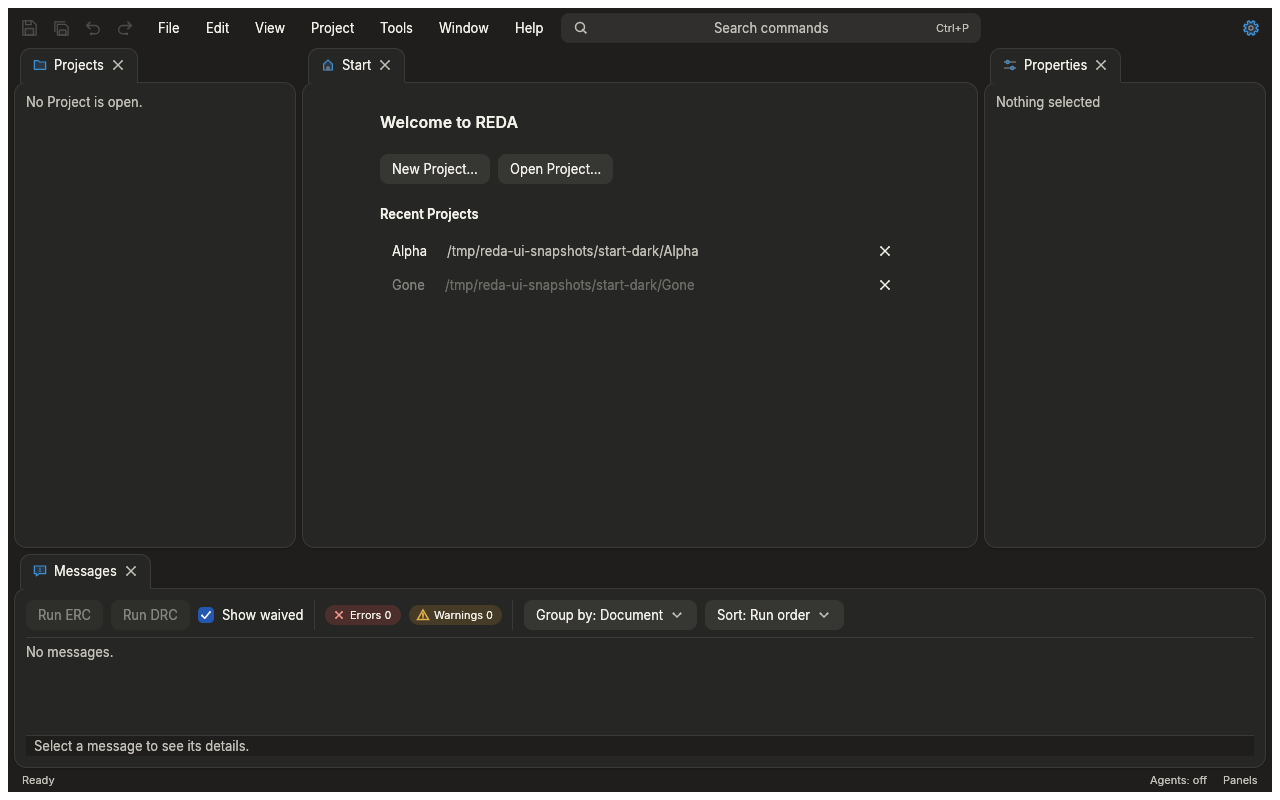 File Edit View Project Tools Window Help Search commands Ctrl+P
Projects
Start
Properties
No Project is open.
Welcome to REDA
New Project... Open Project...
Recent Projects
Alpha /tmp/reda-ui-snapshots/start-dark/Alpha
Gone /tmp/reda-ui-snapshots/start-dark/Gone
Nothing selected
Messages
Run ERC Run DRC Show waived Errors 0 Warnings 0 Group by: Document Sort: Run order
No messages.
Select a message to see its details.
Ready Agents: off Panels